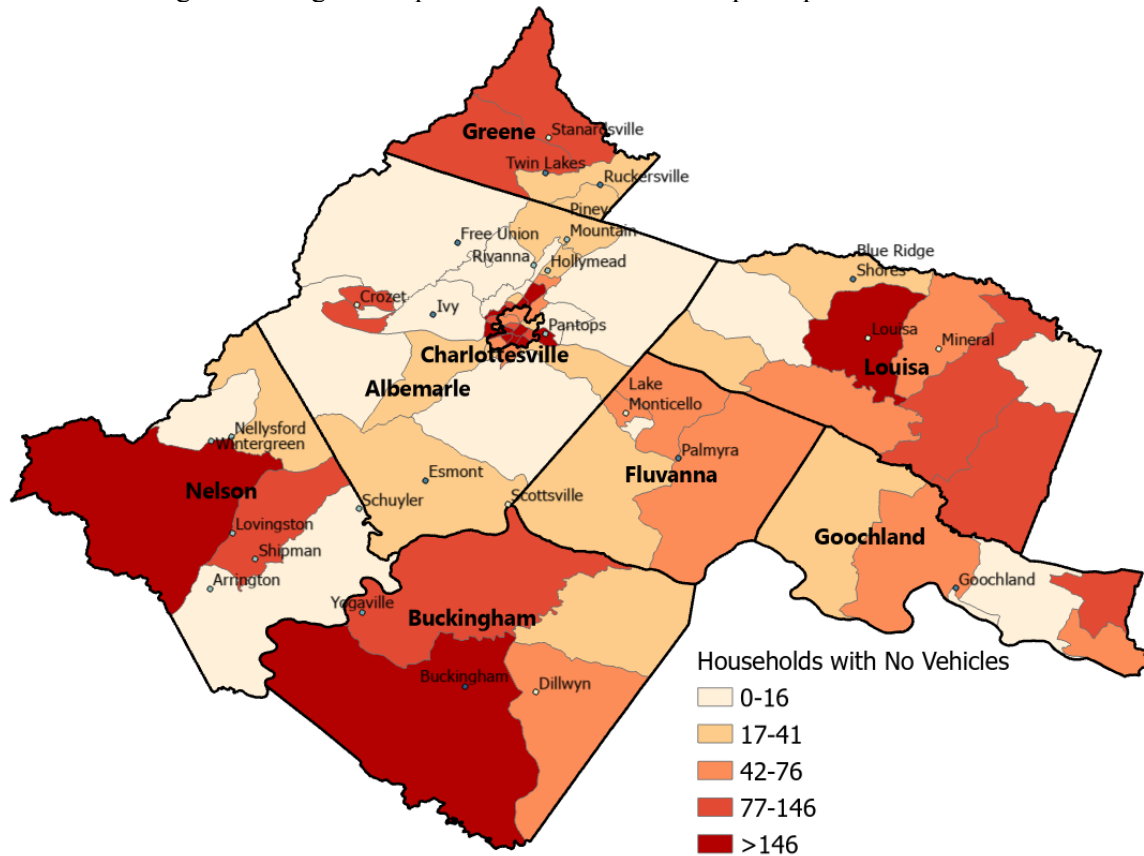 Greene
Stanardsville
Twin Lakes
Ruckersville
Piney
Mountain
Free Union
Rivanna
Hollymead
Blue Ridge
Shores
Crozet
Ivy
Pantops
Louisa
Mineral
Charlottesville
Louisa
Albemarle
Lake
Monticello
Nellysford
Wintergreen
Palmyra
Esmont
Fluvanna
Nelson
Scottsville
Schuyler
Lovingston
Goochland
Shipman
Arrington
Goochland
Yogaville
Buckingham
Households with No Vehicles
Buckingham
Dillwyn
0-16
17-41
42-76
77-146
>146